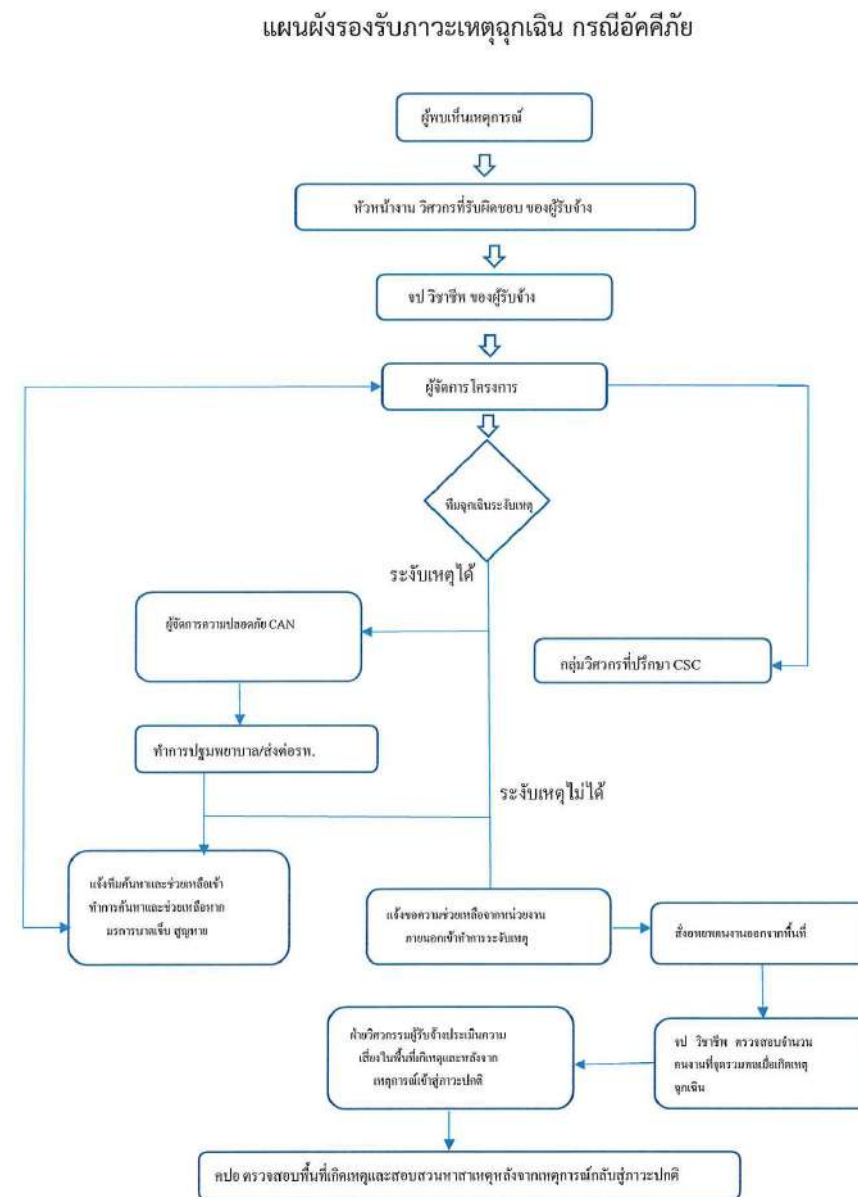 แผนผังรองรับภาวะเหตุฉุกเฉิน กรณีอัคคีภัย
ผู้พบเห็นเหตุการณ์
หัวหน้างาน วิศวกรที่รับผิดชอบ ของผู้รับจ้าง
จป วิชาชีพ ของผู้รับจ้าง
ผู้จัดการโครงการ
ทีมฉุกเฉินระงับเหตุ
ระงับเหตุได้
ผู้จัดการความปลอดภัย CAN
กลุ่มวิศวกรที่ปรึกษา CSC
ทำการปฐมพยาบาล/ส่งต่อรพ.
ระงับเหตุไม่ได้
แจ้งทีมค้นหาและช่วยเหลือเข้า
ทำการค้นหาและช่วยเหลือหาก
มรการบาดเจ็บ สูญหาย
แจ้งขอความช่วยเหลือจากหน่วยงาน
ภายนอกเข้าทำการระงับเหตุ
สั่งอพยพคนงานออกจากพื้นที่
ฝ่ายวิศวกรรมผู้รับจ้างประเมินความ
เสี่ยงในพื้นที่เกิดเหตุและหลังจาก
เหตุการณ์เข้าสู่ภาวะปกติ
จป วิชาชีพ ตรวจสอบจำนวน
คนงานที่จุดรวมพลเมื่อเกิดเหตุ
ฉุกเฉิน
คปอ ตรวจสอบพื้นที่เกิดเหตุและสอบสวนหาสาเหตุหลังจากเหตุการณ์กลับสู่ภาวะปกติ